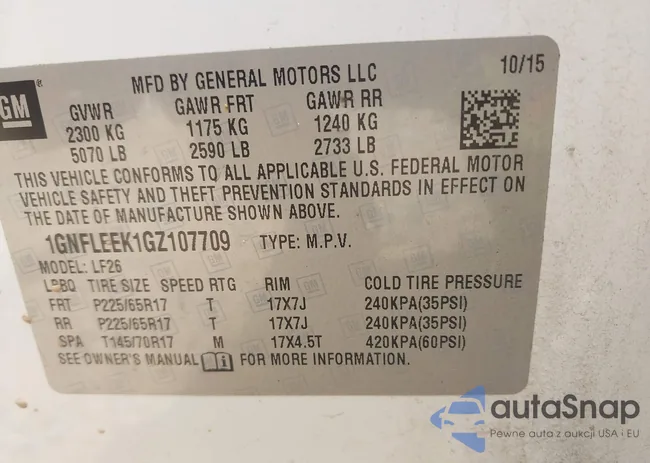 GM ®
MFD BY GENERAL MOTORS LLC 10/15
GVWR GAWR FRT GAWR RR
2300 KG 1175 KG 1240 KG
5070 LB 2590 LB 2733 LB
THIS VEHICLE CONFORMS TO ALL APPLICABLE U.S. FEDERAL MOTOR
VEHICLE SAFETY AND THEFT PREVENTION STANDARDS IN EFFECT ON
THE DATE OF MANUFACTURE SHOWN ABOVE.
1GNFLEEK1GZ107709 TYPE: M.P.V.
MODEL: LF26
TIRE SIZE SPEED RTG RIM COLD TIRE PRESSURE
FRT P225/65R17 T 17X7J 240KPA(35PSI)
RR P225/65R17 T 17X7J 240KPA(35PSI)
SPA T145/70R17 M 17X4.5T 420KPA(60PSI)
SEE OWNER'S MANUAL i FOR MORE INFORMATION.
autaSnap
Pewne auta z aukcji USA i EU